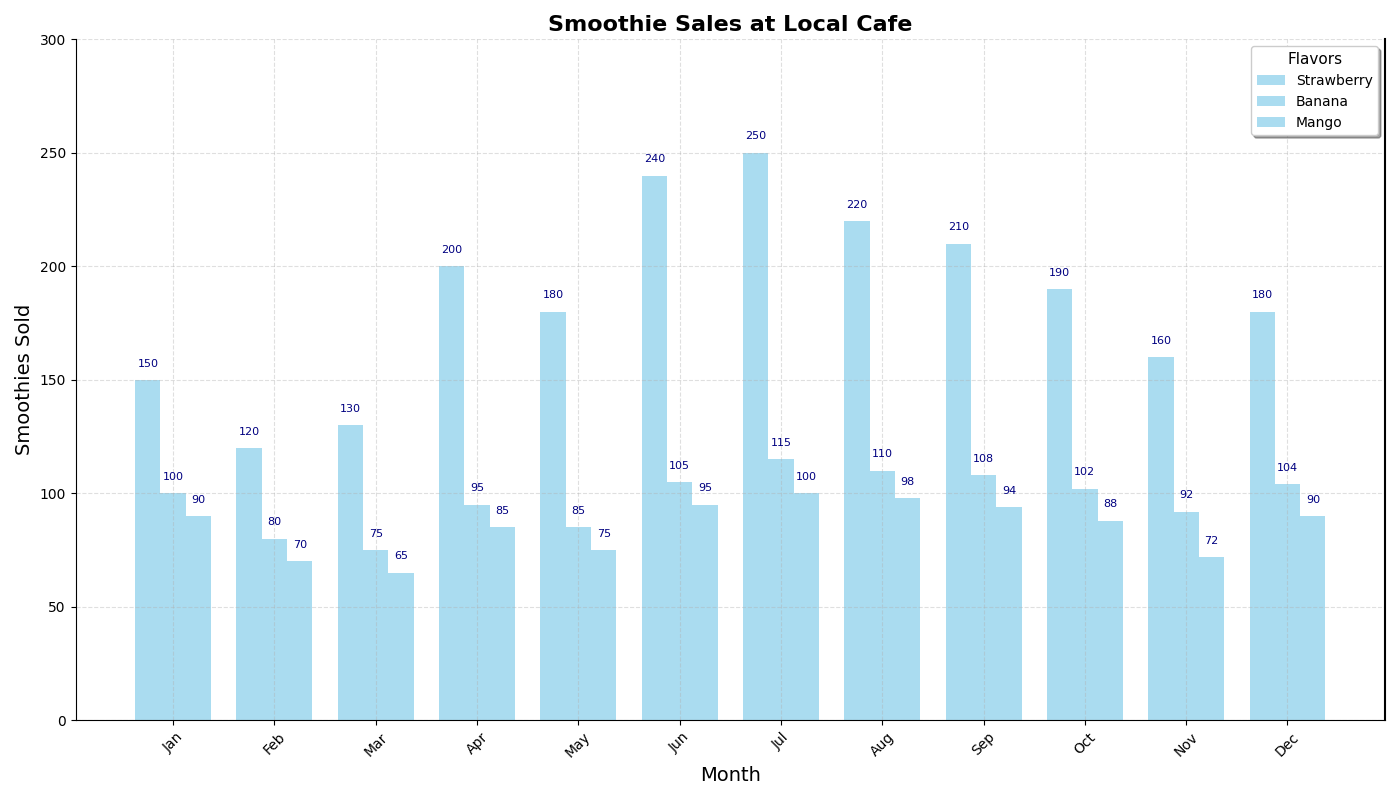 Smoothie Sales at Local Cafe
Flavors
Strawberry
Banana
Mango
Smoothies Sold
300
250
200
150
100
50
0
150
100
90
120
80
70
130
75
65
200
95
85
180
85
75
240
105
95
250
115
100
220
110
98
210
108
94
190
102
88
160
92
72
180
104
90
Jan
Feb
Mar
Apr
May
Jun
Jul
Aug
Sep
Oct
Nov
Dec
Month